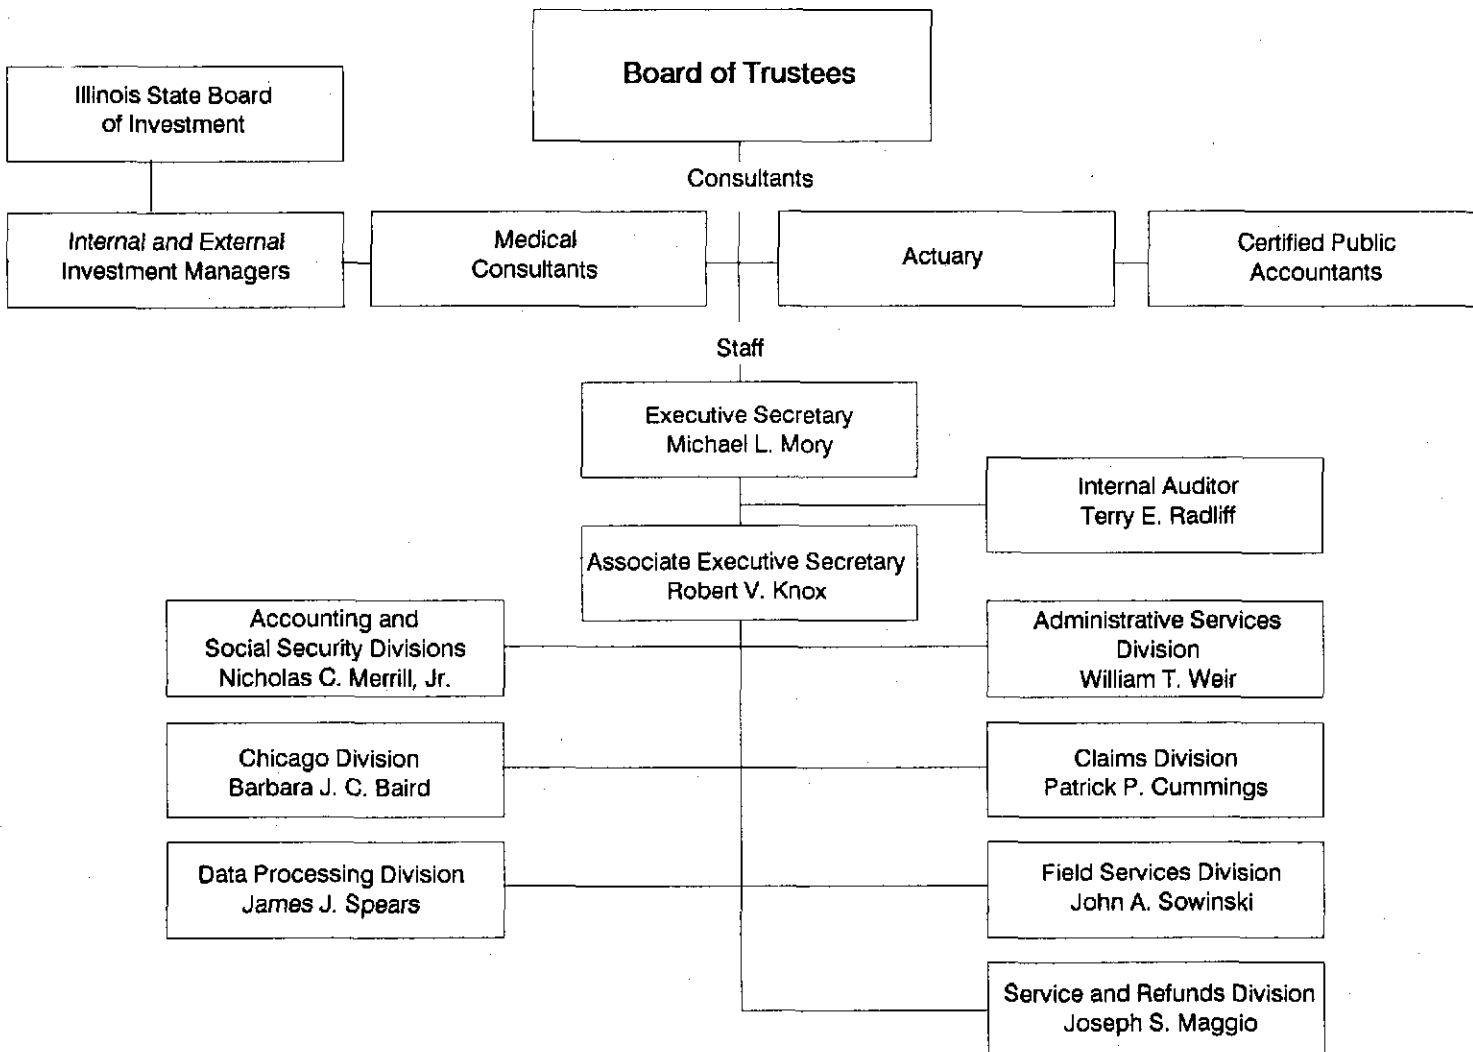 Board of Trustees
Illinois State Board
of Investment
Consultants
Internal and External
Investment Managers
Medical
Consultants
Actuary
Certified Public
Accountants
Staff
Executive Secretary
Michael L. Mory
Internal Auditor
Terry E. Radliff
Associate Executive Secretary
Robert V. Knox
Accounting and
Social Security Divisions
Nicholas C. Merrill, Jr.
Administrative Services
Division
William T. Weir
Chicago Division
Barbara J. C. Baird
Claims Division
Patrick P. Cummings
Data Processing Division
James J. Spears
Field Services Division
John A. Sowinski
Service and Refunds Division
Joseph S. Maggio